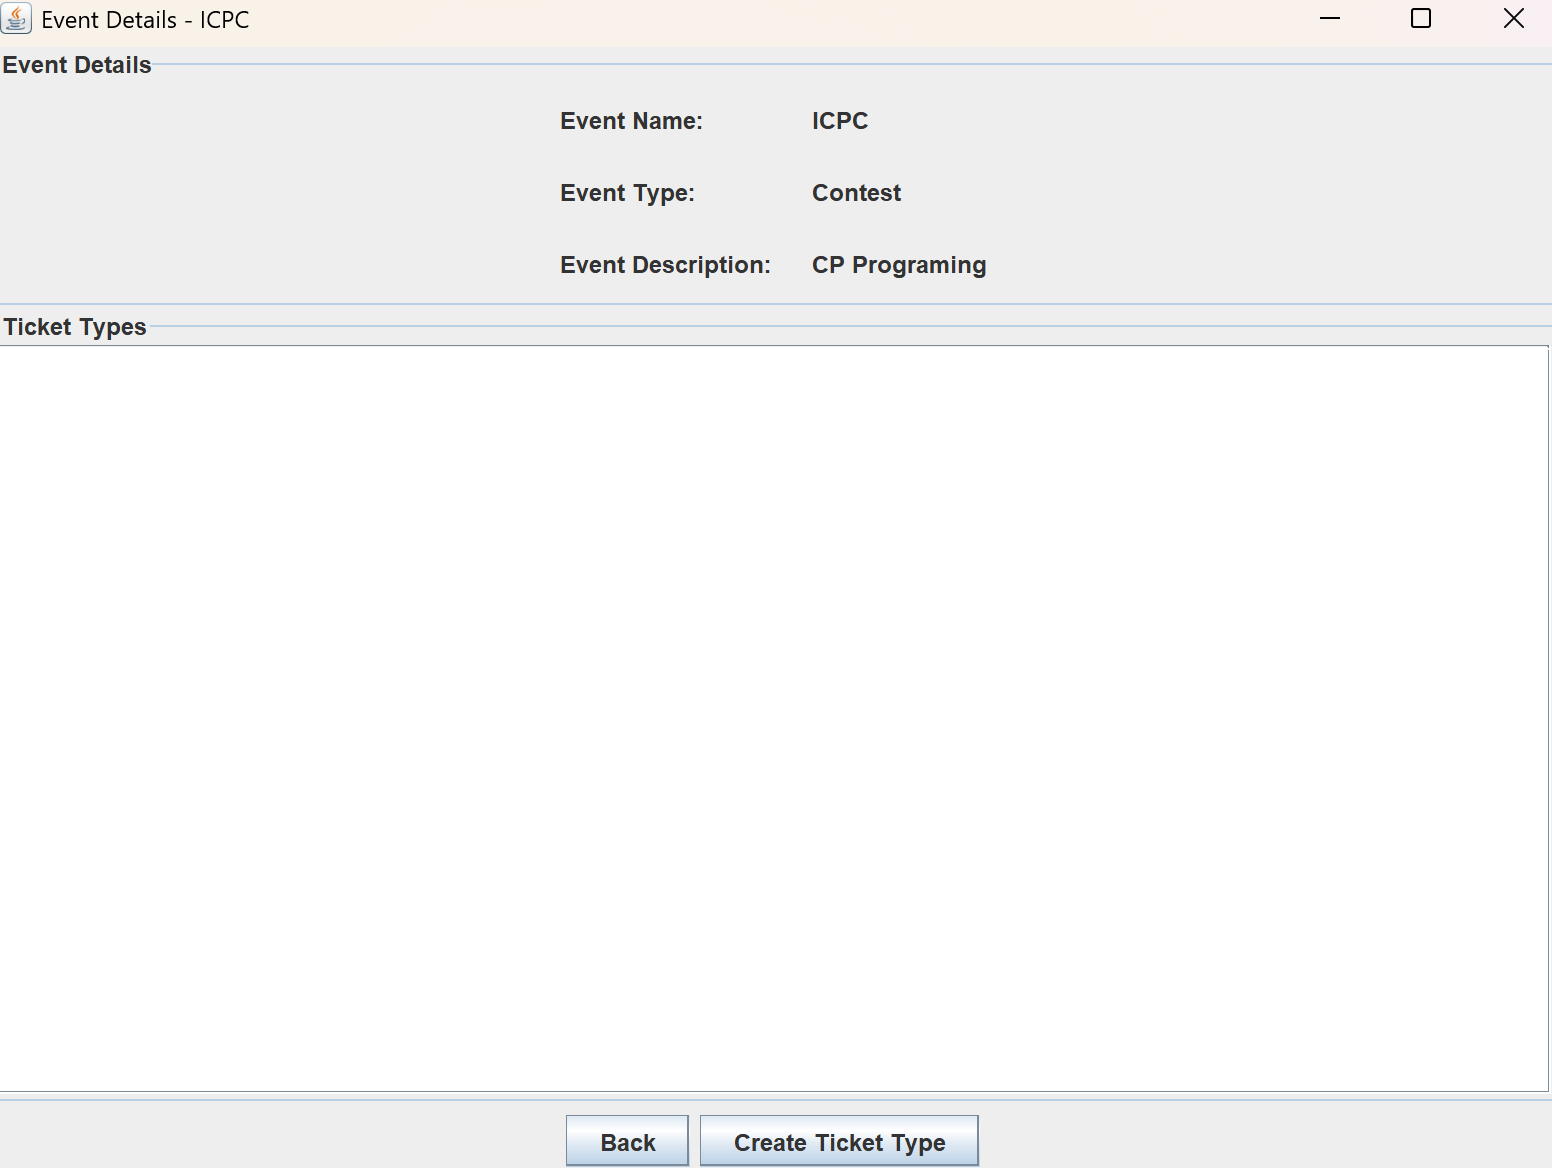 Event Details - ICPC
Event Details
Event Name: ICPC
Event Type: Contest
Event Description: CP Programing
Ticket Types
Back Create Ticket Type